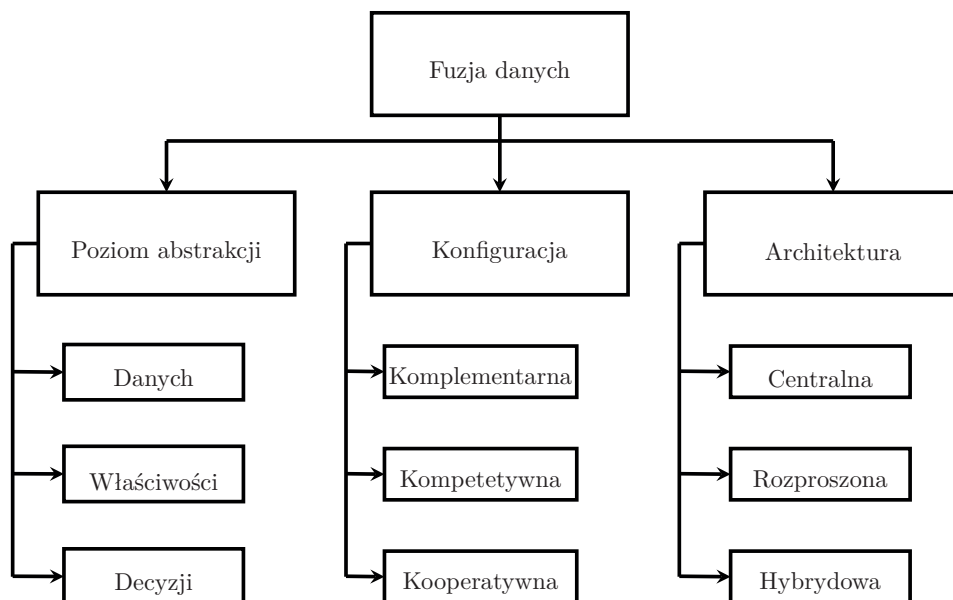 Fuzja danych
Poziom abstrakcji
Konfiguracja
Architektura
Danych
Komplementarna
Centralna
Właściwości
Kompetetywna
Rozproszona
Decyzji
Kooperatywna
Hybrydowa